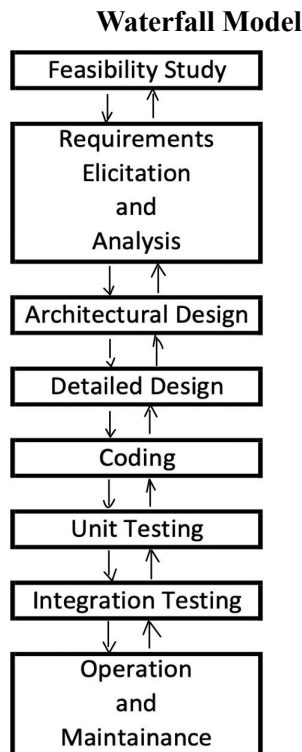 Waterfall Model
Feasibility Study
Requirements
Elicitation
and
Analysis
Architectural Design
Detailed Design
Coding
Unit Testing
Integration Testing
Operation
and
Maintainance